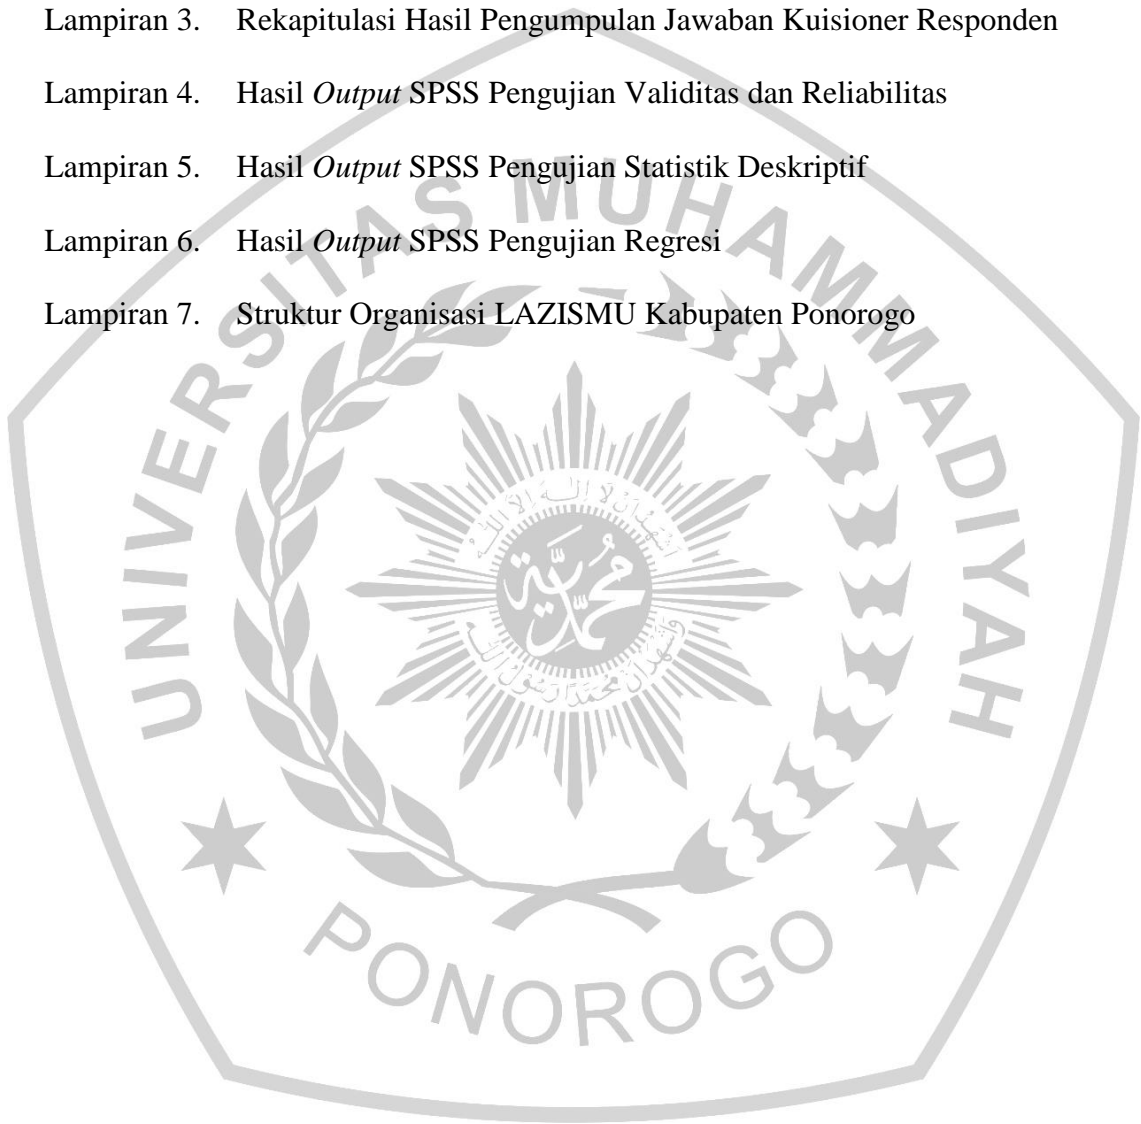 Lampiran 3. Rekapitulasi Hasil Pengumpulan Jawaban Kuisioner Responden
Lampiran 4. Hasil Output SPSS Pengujian Validitas dan Reliabilitas
Lampiran 5. Hasil Output SPSS Pengujian Statistik Deskriptif
Lampiran 6. Hasil Output SPSS Pengujian Regresi
Lampiran 7. Struktur Organisasi LAZISMU Kabupaten Ponorogo
UNIVERSITAS MUHAMMADIYAH
PONOROGO
محمدية